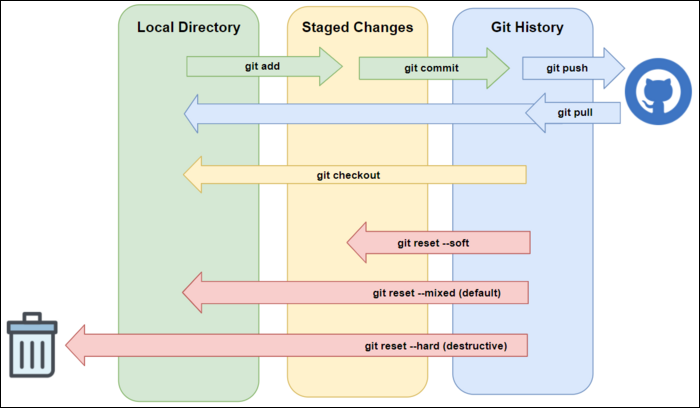 Local Directory
Staged Changes
Git History
git add
git commit
git push
git pull
git checkout
git reset --soft
git reset --mixed (default)
git reset --hard (destructive)